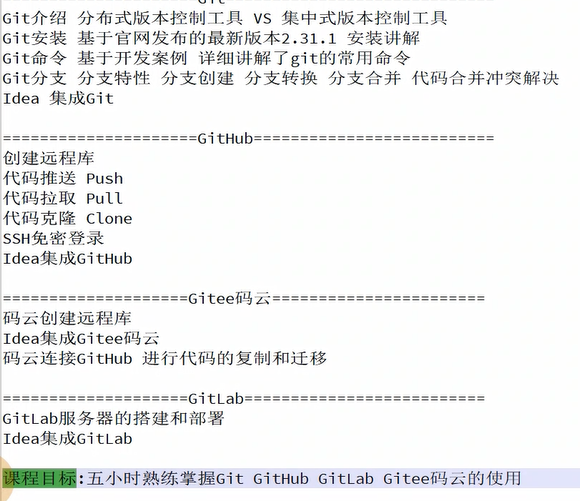 ====================Git====================
Git介绍 分布式版本控制工具 VS 集中式版本控制工具
Git安装 基于官网发布的最新版本2.31.1 安装讲解
Git命令 基于开发案例 详细讲解了git的常用命令
Git分支 分支特性 分支创建 分支转换 分支合并 代码合并冲突解决
Idea 集成Git
=====================GitHub==========================
创建远程库
代码推送 Push
代码拉取 Pull
代码克隆 Clone
SSH免密登录
Idea集成GitHub
====================Gitee码云=======================
码云创建远程库
Idea集成Gitee码云
码云连接GitHub 进行代码的复制和迁移
====================GitLab==========================
GitLab服务器的搭建和部署
Idea集成GitLab
课程目标:五小时熟练掌握Git GitHub GitLab Gitee码云的使用